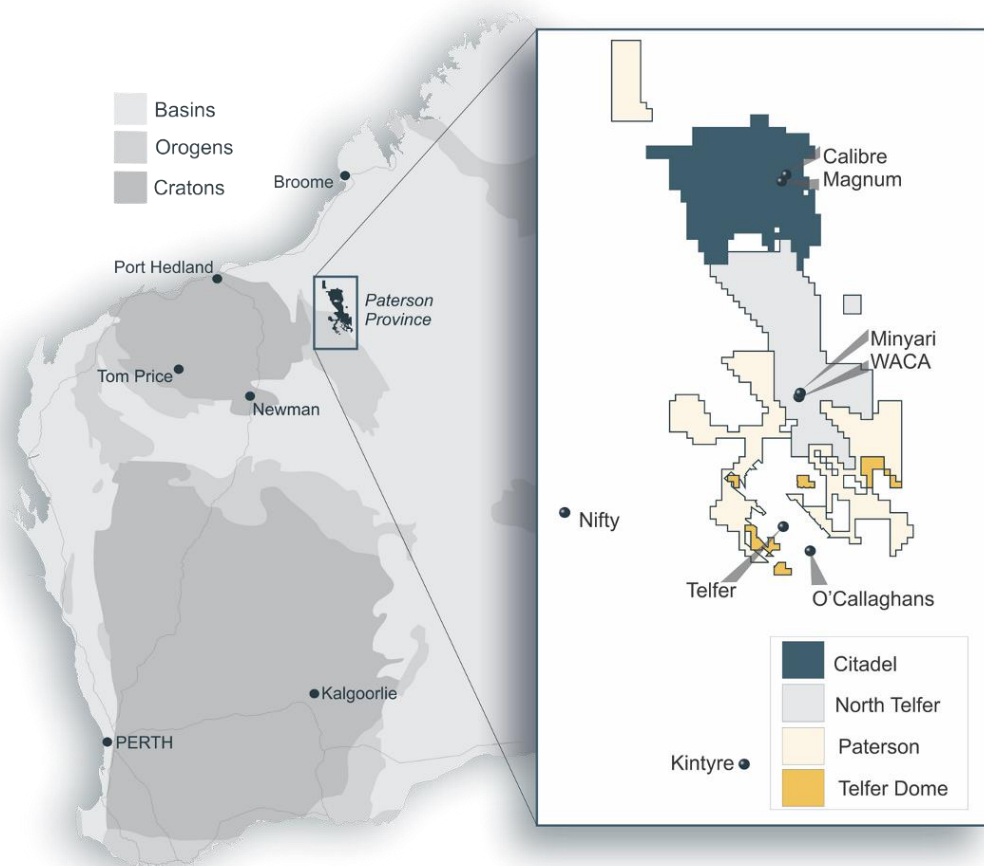 Basins
Orogens
Cratons
Broome
Port Hedland
Paterson
Province
Tom Price
Newman
Kalgoorlie
PERTH
Calibre
Magnum
Minyari
WACA
Nifty
Telfer
O'Callaghans
Kintyre
Citadel
North Telfer
Paterson
Telfer Dome